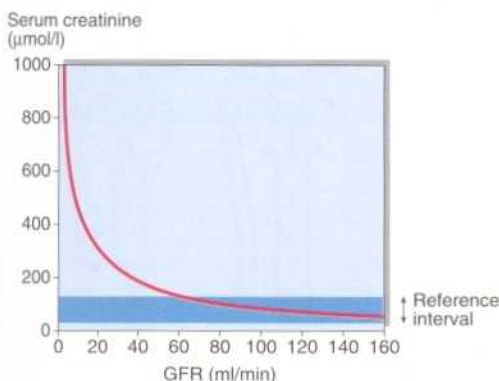 Serum creatinine
(μmol/l)
1000
800
600
400
200
0
0 20 40 60 80 100 120 140 160
GFR (ml/min)
Reference
interval